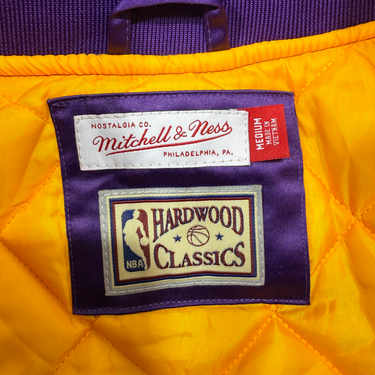 NOSTALGIA CO.
Mitchell & Ness
PHILADELPHIA, PA.
MEDIUM
MADE IN
VIETNAM
HARDWOOD
CLASSICS
NBA